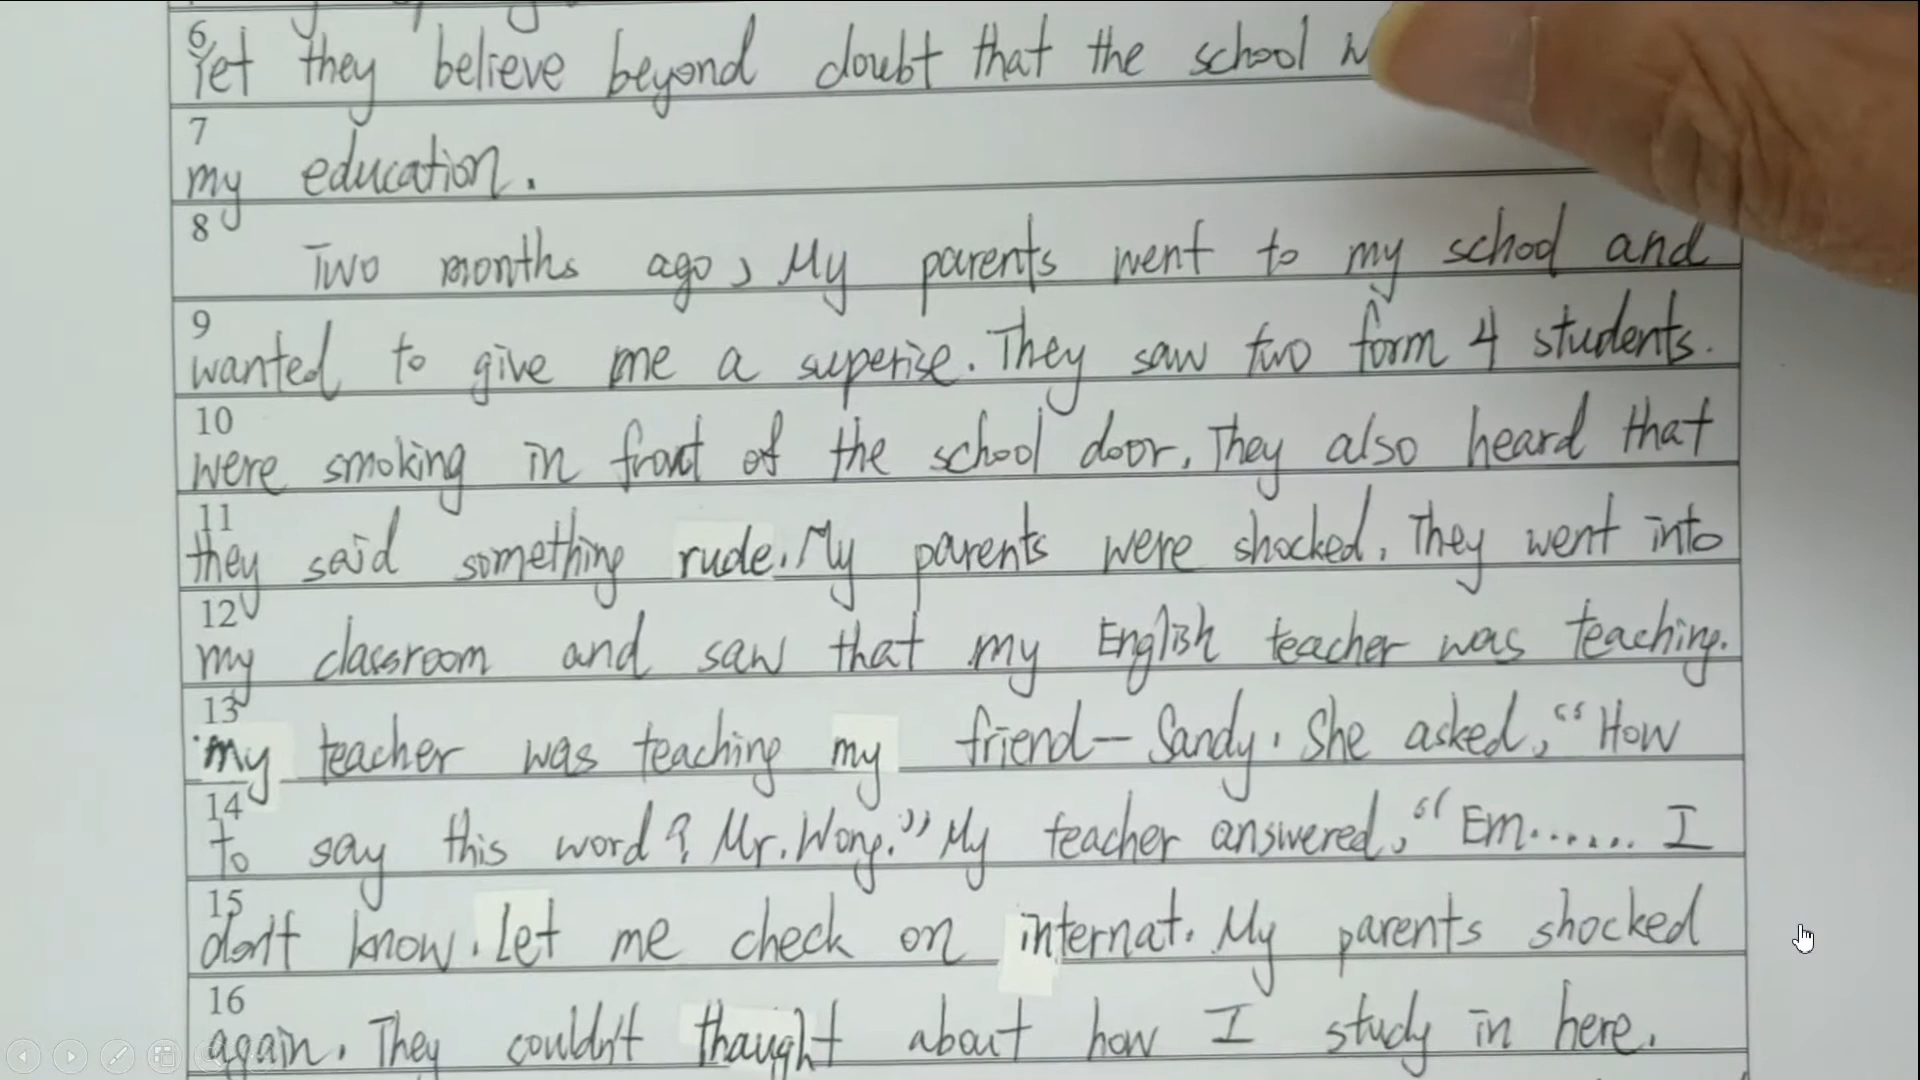 6
Yet they believe beyond doubt that the school
7
my education.
8
Two months ago, My parents went to my school and
9
wanted to give me a superise. They saw two form 4 students.
10
were smoking in front of the school door. They also heard that
11
they said something rude. My parents were shocked. They went into
12
my classroom and saw that my English teacher was teaching.
13
my teacher was teaching my friend— Sandy. She asked, "How
14
to say this word? Mr. Wong." My teacher answered, "Em...... I
15
don't know. Let me check on internat. My parents shocked
16
again. They couldn't thaught about how I study in here.